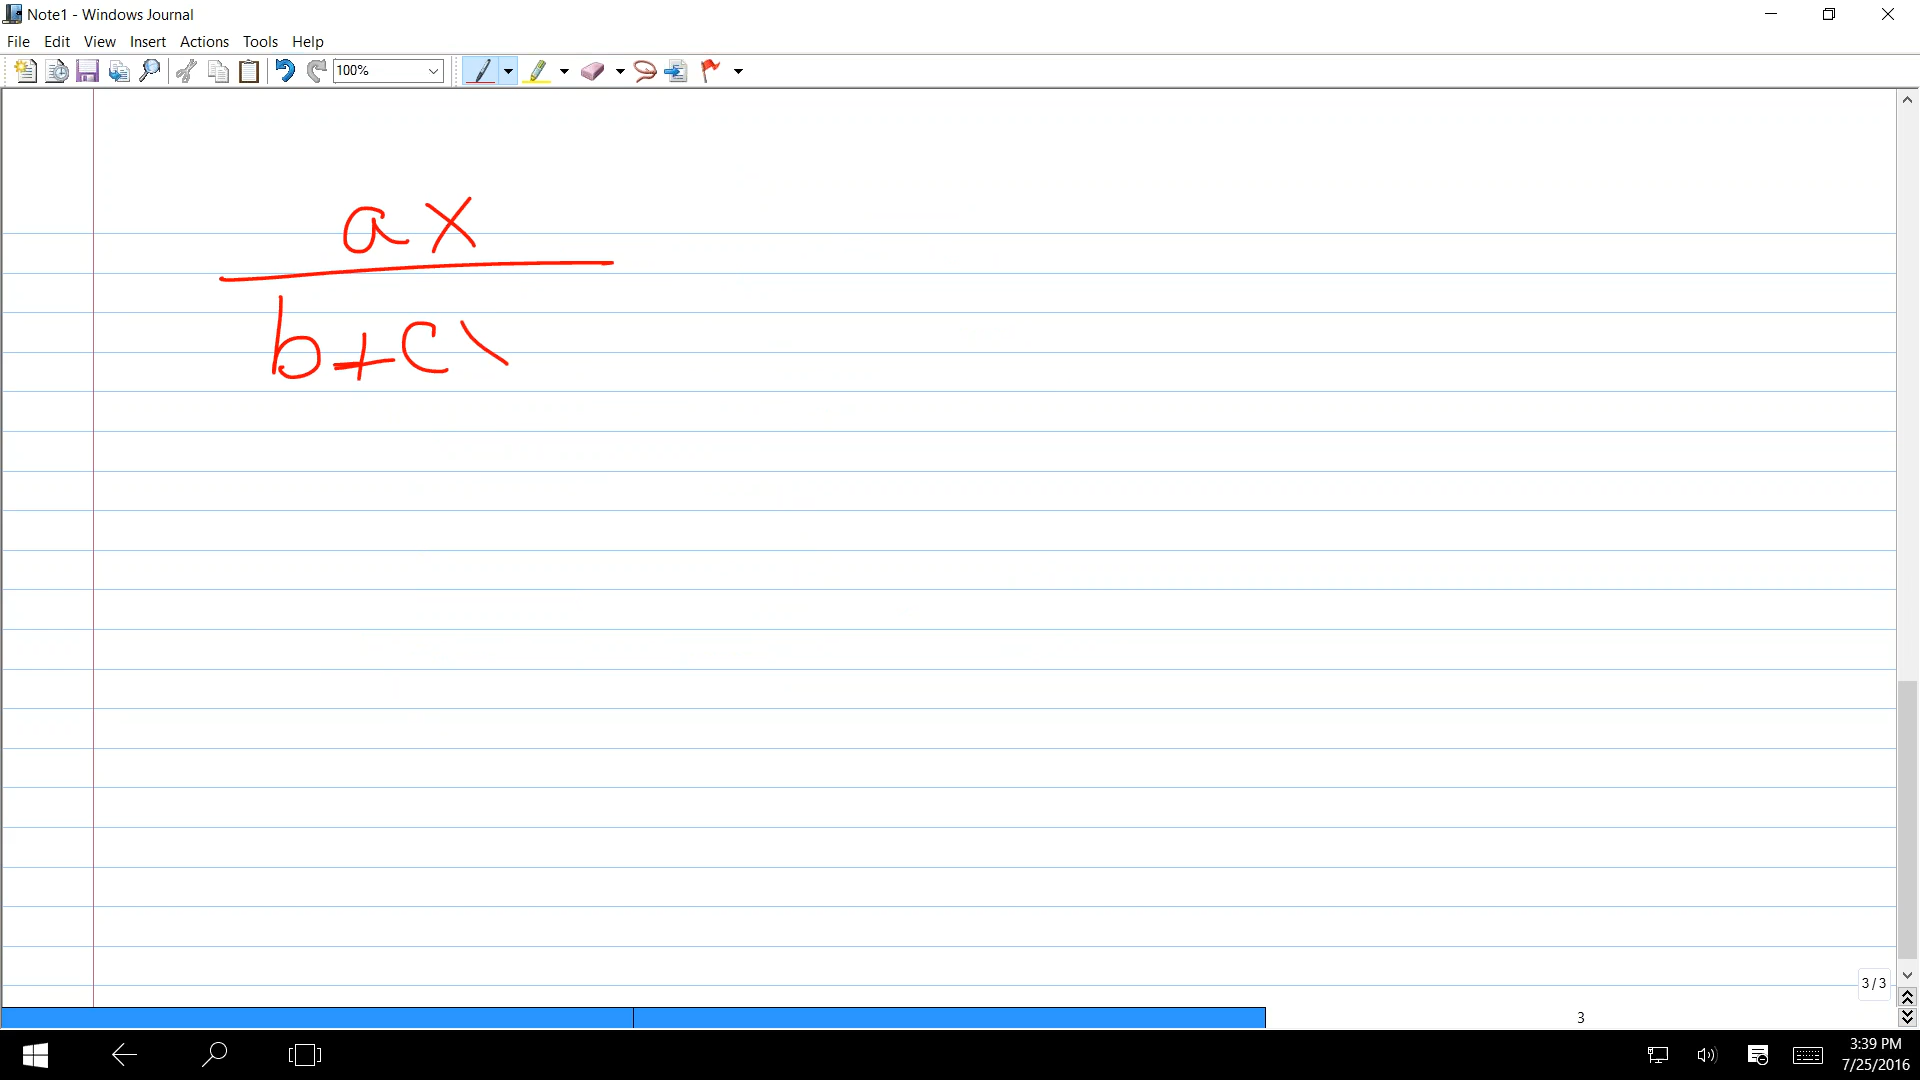 Note1 - Windows Journal
File Edit View Insert Actions Tools Help
100%
a x
b + c \
3 / 3
3
3:39 PM
7/25/2016